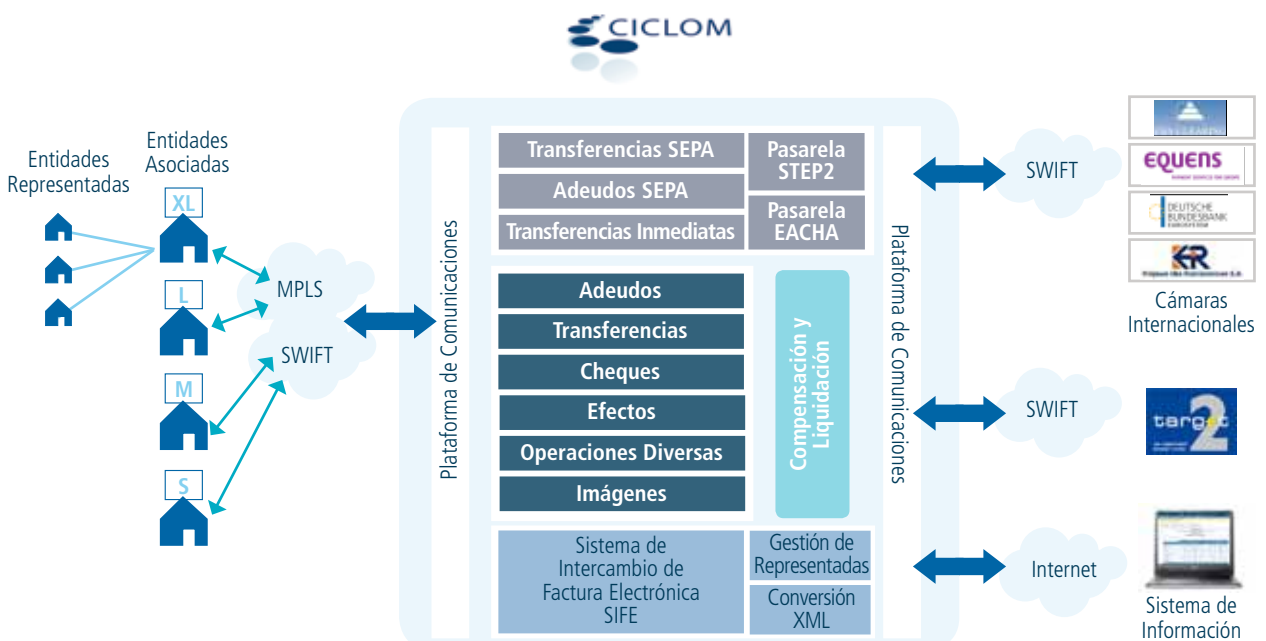 CICLOM
Entidades
Representadas
Entidades
Asociadas
XL
L
M
S
MPLS
SWIFT
Plataforma de Comunicaciones
Transferencias SEPA
Adeudos SEPA
Transferencias Inmediatas
Pasarela
STEP2
Pasarela
EACHA
Adeudos
Transferencias
Cheques
Efectos
Operaciones Diversas
Imágenes
Compensación y
Liquidación
Sistema de
Intercambio de
Factura Electrónica
SIFE
Gestión de
Representadas
Conversión
XML
Plataforma de Comunicaciones
SWIFT
EQUENS
DEUTSCHE
BUNDESBANK
Cámaras
Internacionales
SWIFT
target
2
Internet
Sistema de
Información